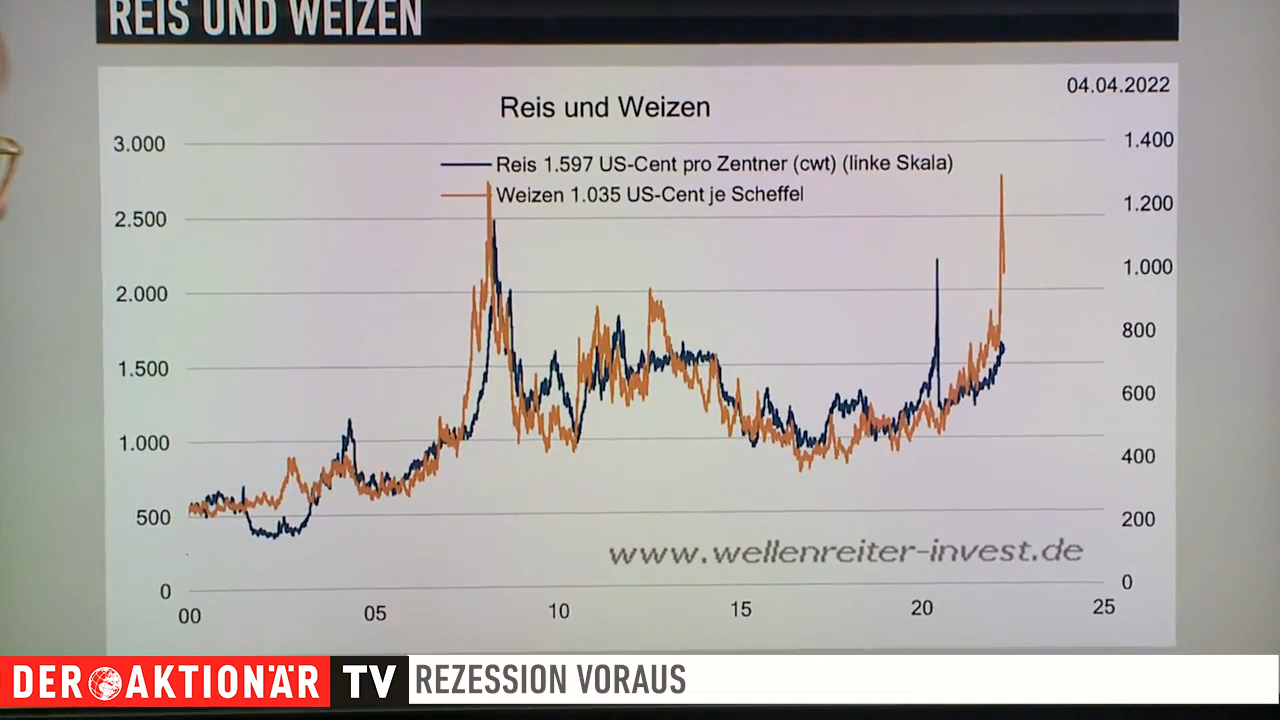 REIS UND WEIZEN
04.04.2022
Reis und Weizen
Reis 1.597 US-Cent pro Zentner (cwt) (linke Skala)
Weizen 1.035 US-Cent je Scheffel
3.000
2.500
2.000
1.500
1.000
500
0
1.400
1.200
1.000
800
600
400
200
0
www.wellenreiter-invest.de
00 05 10 15 20 25
DER AKTIONÄR TV REZESSION VORAUS